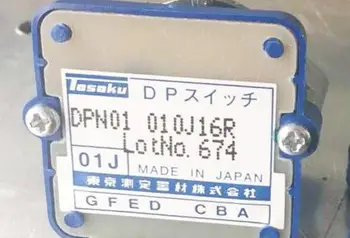 Tosoku
DPスイッチ
DPN01 010J16R
LotNo. 674
01J
MADE IN JAPAN
東京測定器材株式会社
GFED CBA